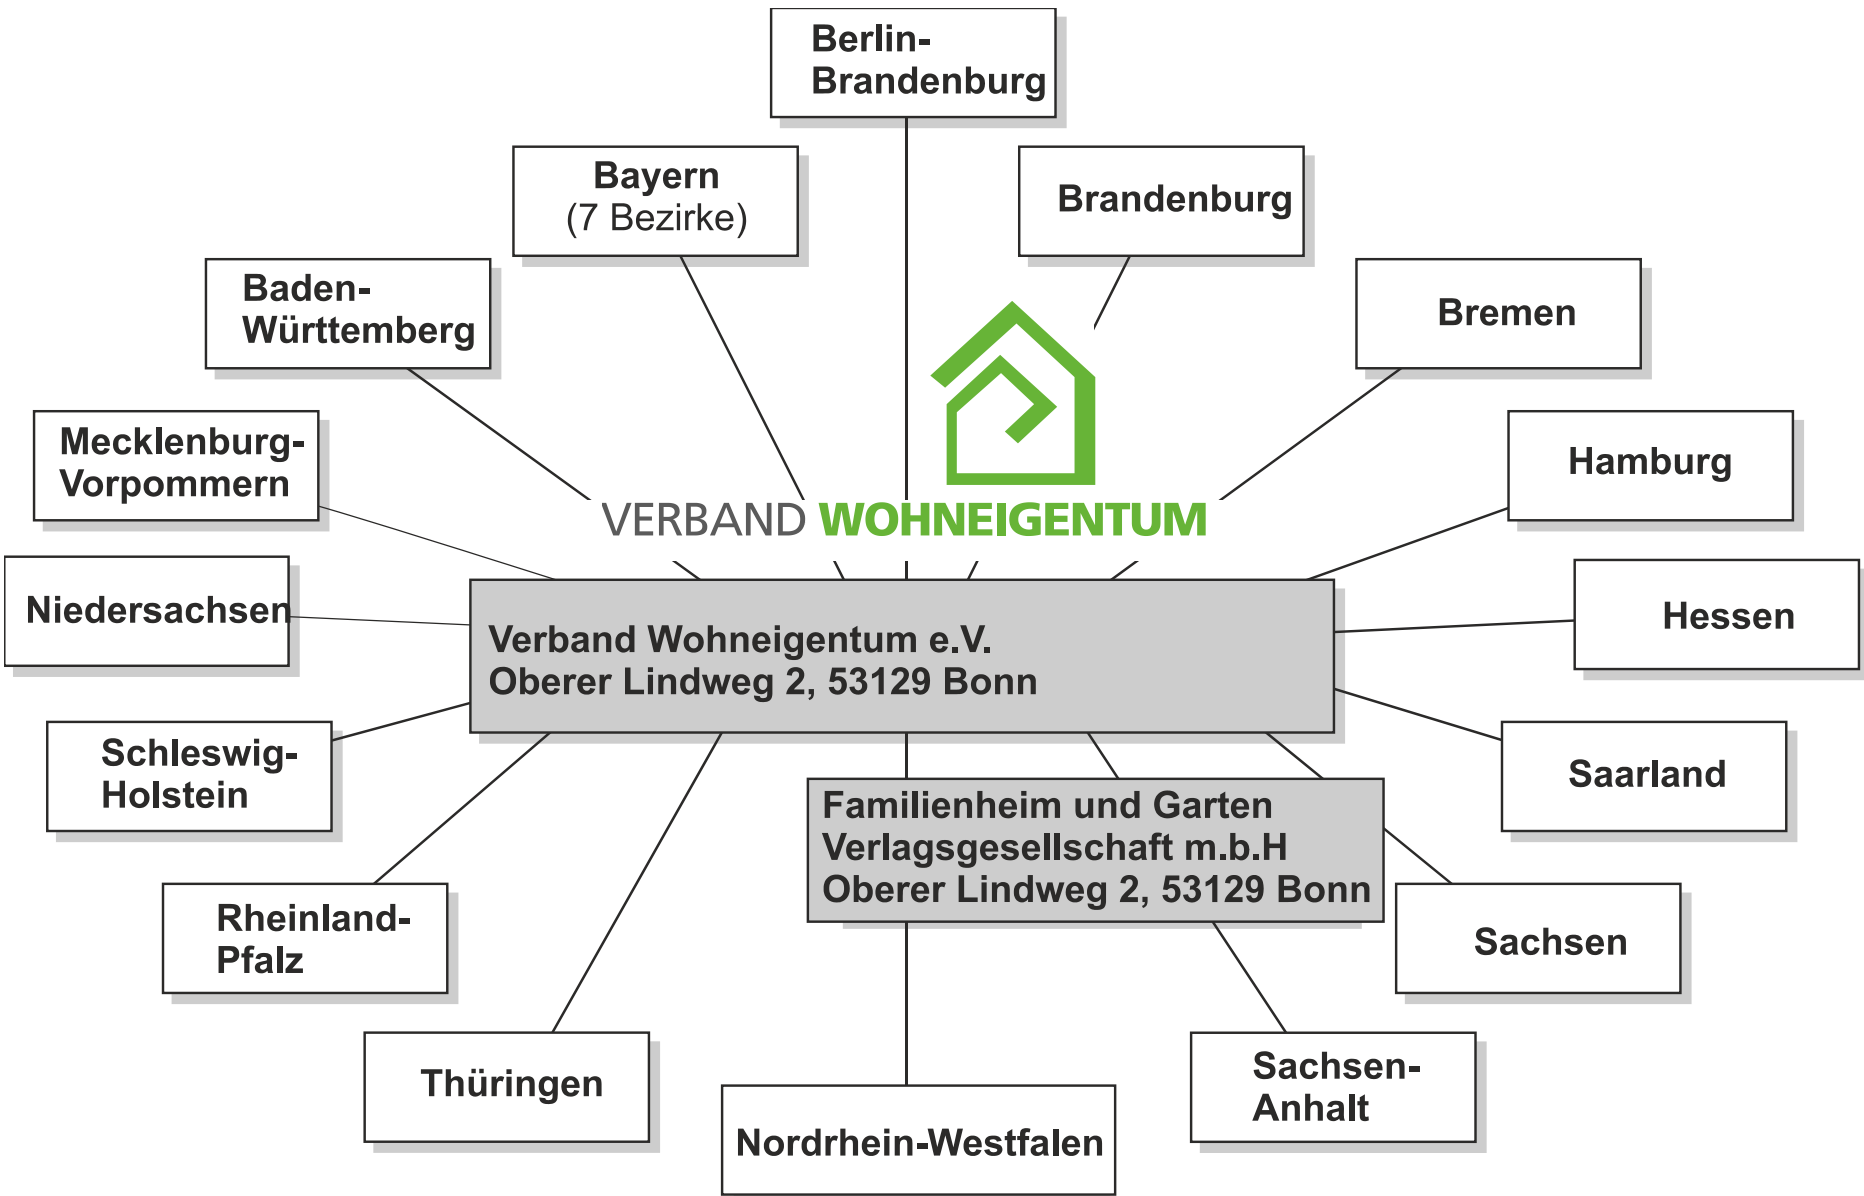 Berlin-
Brandenburg
Bayern
(7 Bezirke)
Brandenburg
Baden-
Württemberg
Bremen
Mecklenburg-
Vorpommern
Hamburg
VERBAND WOHNEIGENTUM
Niedersachsen
Hessen
Verband Wohneigentum e.V.
Oberer Lindweg 2, 53129 Bonn
Schleswig-
Holstein
Saarland
Familienheim und Garten
Verlagsgesellschaft m.b.H
Oberer Lindweg 2, 53129 Bonn
Rheinland-
Pfalz
Sachsen
Thüringen
Sachsen-
Anhalt
Nordrhein-Westfalen